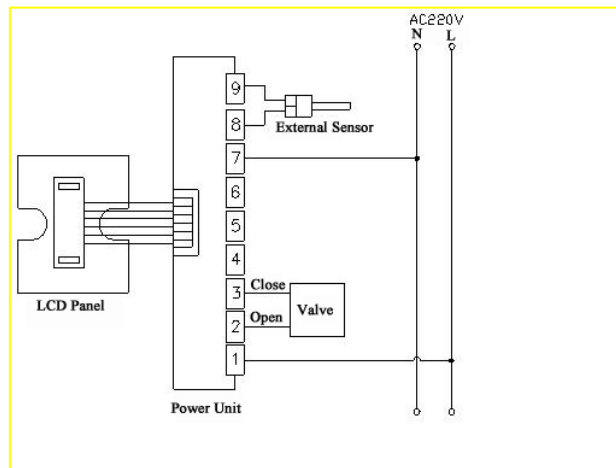 AC220V
N L
9
8
External Sensor
7
6
5
4
3 Close
Valve
2 Open
1
LCD Panel
Power Unit